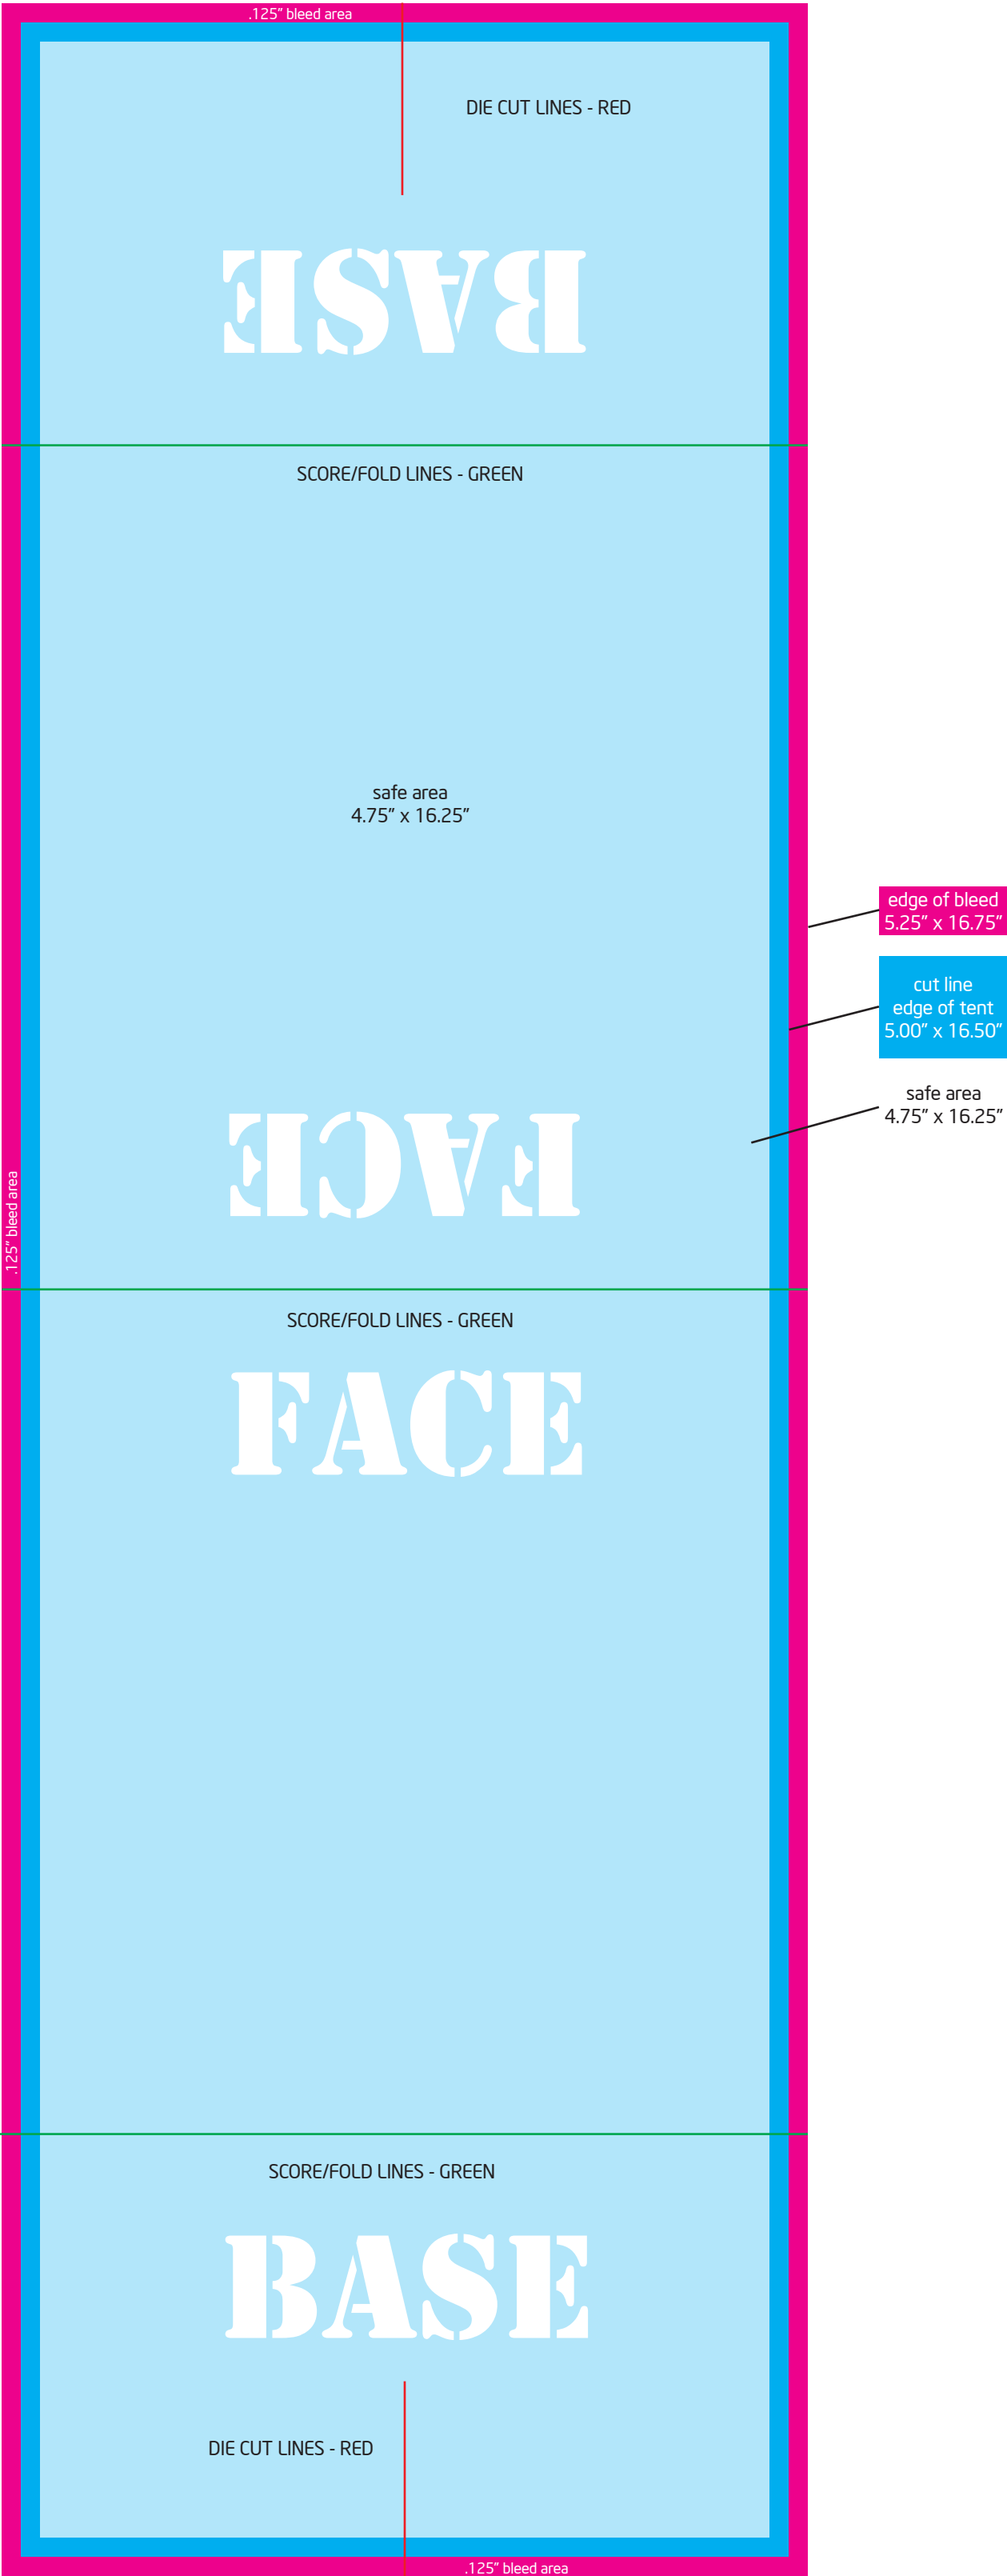 .125" bleed area
DIE CUT LINES - RED
BASE
SCORE/FOLD LINES - GREEN
safe area
4.75" x 16.25"
edge of bleed
5.25" x 16.75"
cut line
edge of tent
5.00" x 16.50"
safe area
4.75" x 16.25"
FACE
.125" bleed area
SCORE/FOLD LINES - GREEN
FACE
SCORE/FOLD LINES - GREEN
BASE
DIE CUT LINES - RED
.125" bleed area